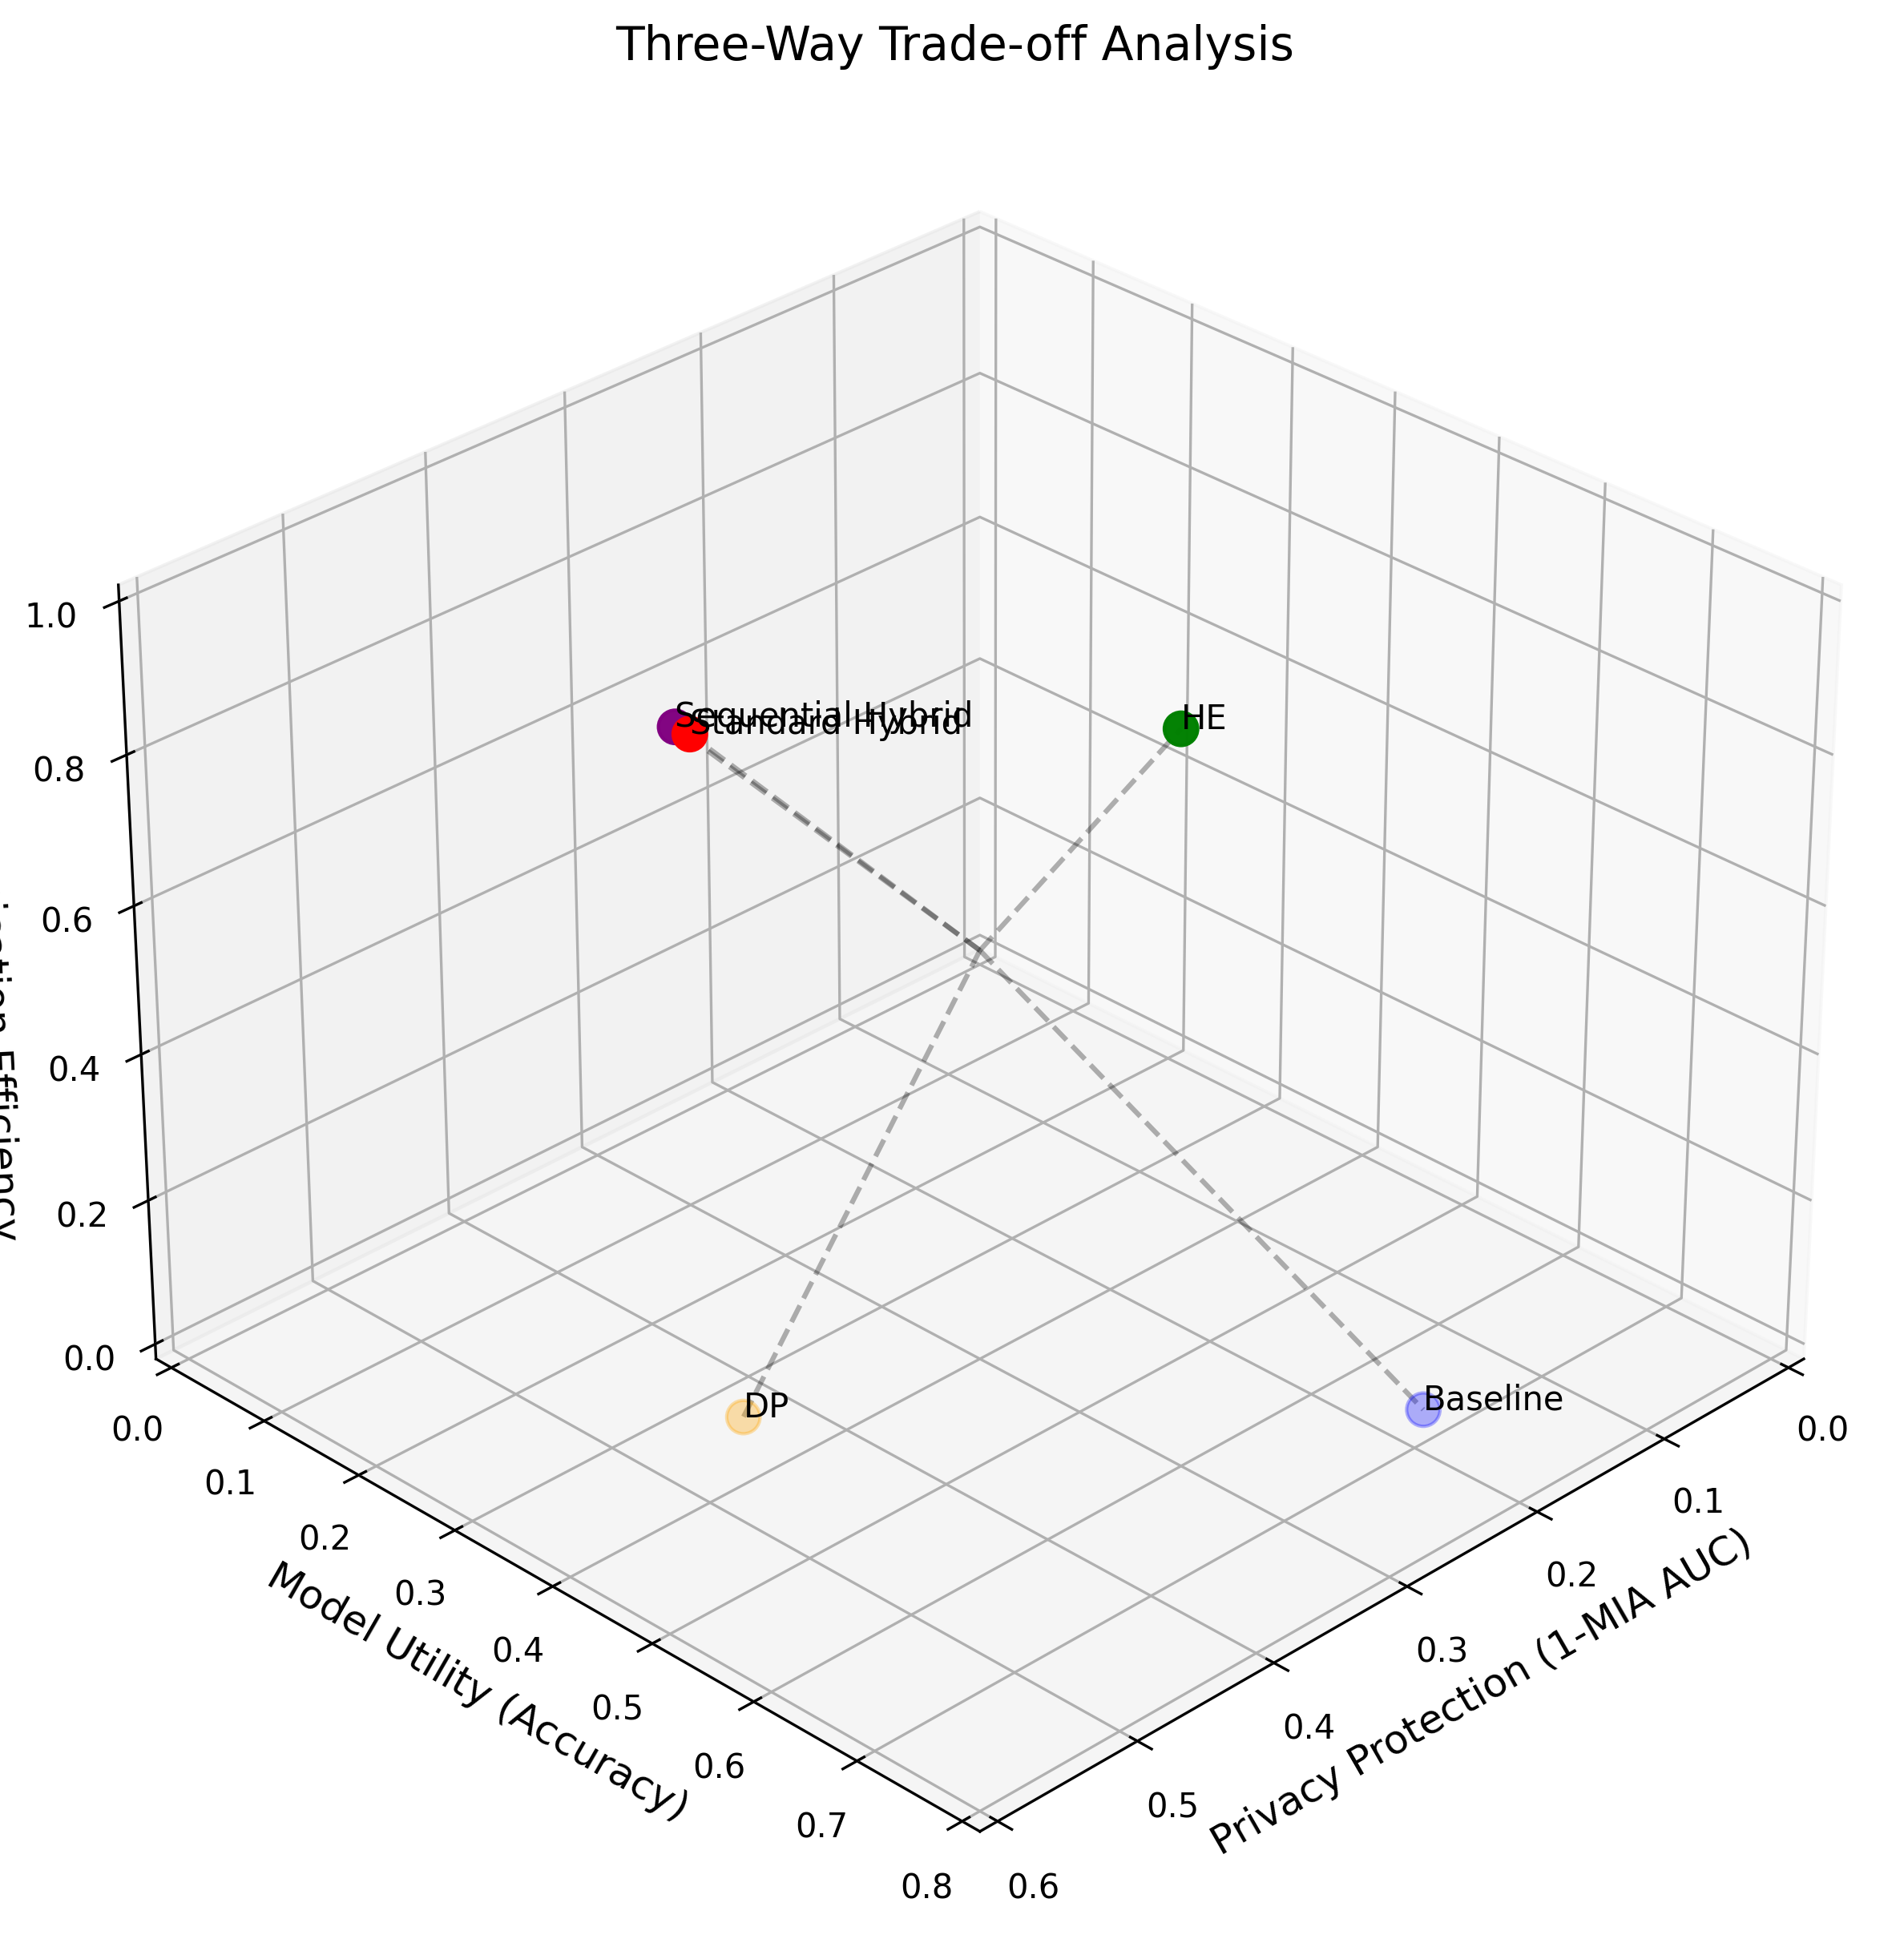 Three-Way Trade-off Analysis
Sequential Hybrid
Standard Hybrid
HE
1.0
0.8
0.6
0.4
0.2
0.0
Efficiency
DP
Baseline
0.0
0.1
0.2
0.3
0.4
0.5
0.6
0.7
0.8
Model Utility (Accuracy)
0.0
0.1
0.2
0.3
0.4
0.5
0.6
Privacy Protection (1-MIA AUC)